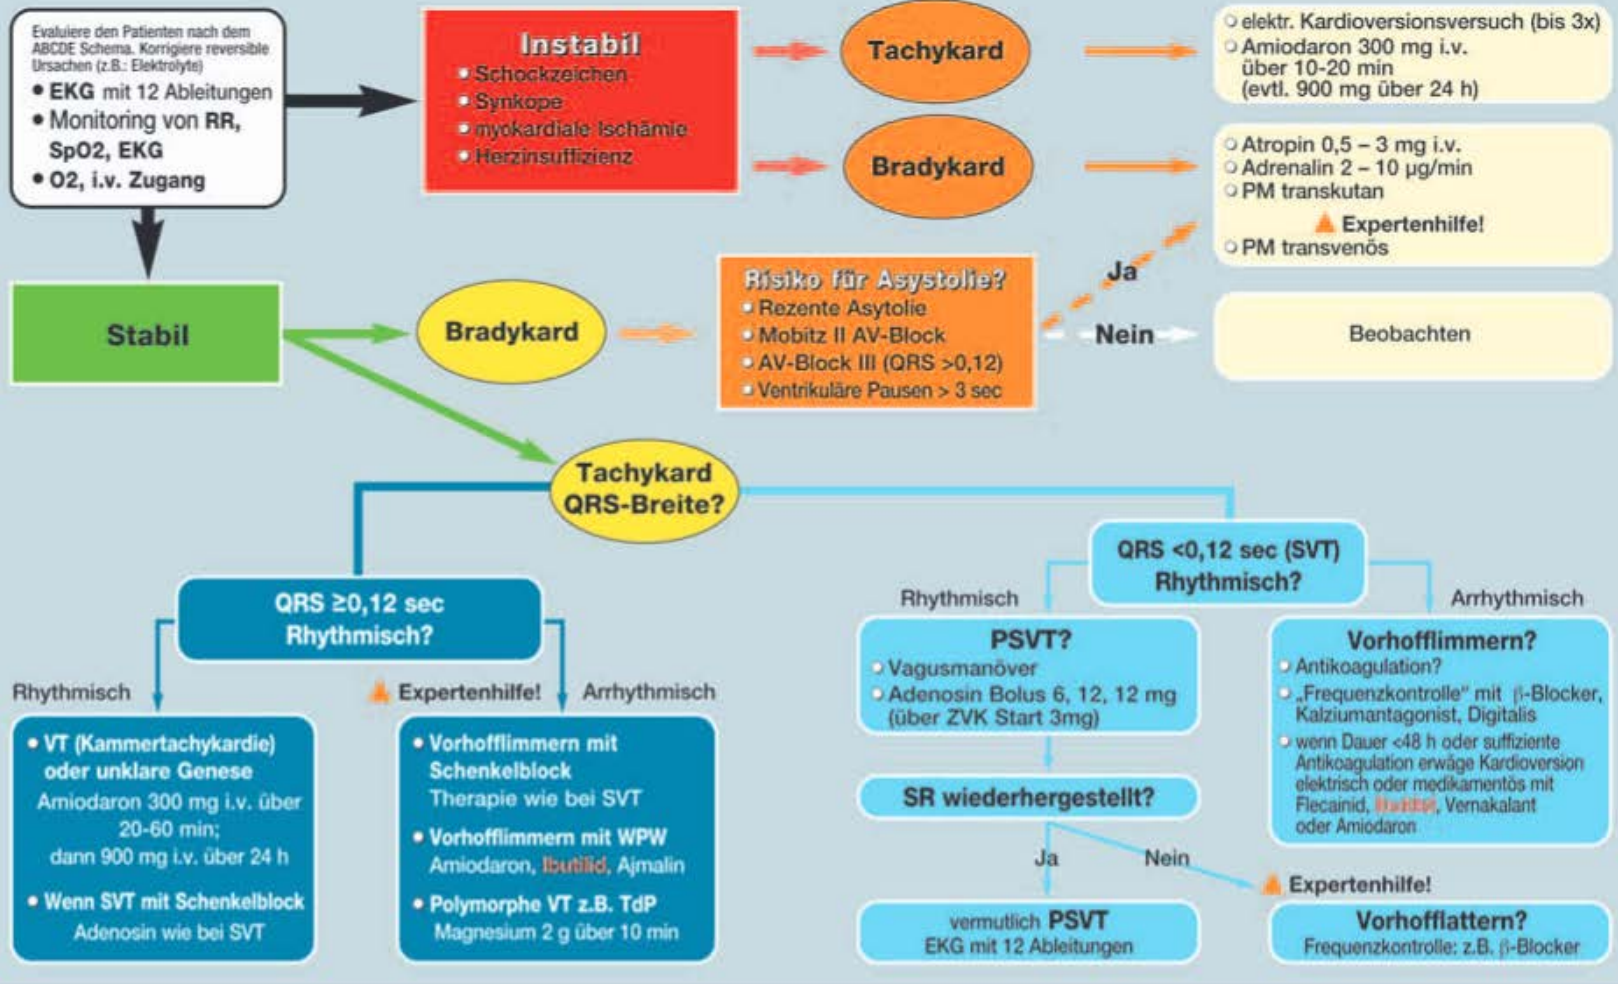 Evaluiere den Patienten nach dem
ABCDE Schema. Korrigiere reversible
Ursachen (z.B.: Elektrolyte)
EKG mit 12 Ableitungen
Monitoring von RR,
SpO2, EKG
O2, i.v. Zugang
Instabil
Schockzeichen
Synkope
myokardiale Ischämie
Herzinsuffizienz
Tachykard
elektr. Kardioversionsversuch (bis 3x)
Amiodaron 300 mg i.v.
über 10-20 min
(evtl. 900 mg über 24 h)
Bradykard
Atropin 0,5 – 3 mg i.v.
Adrenalin 2 – 10 µg/min
PM transkutan
Expertenhilfe!
PM transvenös
Stabil
Bradykard
Risiko für Asystolie?
Rezente Asytolie
Mobitz II AV-Block
AV-Block III (QRS >0,12)
Ventrikuläre Pausen > 3 sec
Ja
Nein
Beobachten
Tachykard
QRS-Breite?
QRS ≥0,12 sec
Rhythmisch?
Rhythmisch
Expertenhilfe!
Arrhythmisch
VT (Kammertachykardie)
oder unklare Genese
Amiodaron 300 mg i.v. über
20-60 min;
dann 900 mg i.v. über 24 h
Wenn SVT mit Schenkelblock
Adenosin wie bei SVT
Vorhofflimmern mit
Schenkelblock
Therapie wie bei SVT
Vorhofflimmern mit WPW
Amiodaron, Ibutilid, Ajmalin
Polymorphe VT z.B. TdP
Magnesium 2 g über 10 min
QRS <0,12 sec (SVT)
Rhythmisch?
Rhythmisch
Arrhythmisch
PSVT?
Vagusmanöver
Adenosin Bolus 6, 12, 12 mg
(über ZVK Start 3mg)
SR wiederhergestellt?
Ja
Nein
vermutlich PSVT
EKG mit 12 Ableitungen
Vorhofflimmern?
Antikoagulation?
„Frequenzkontrolle“ mit β-Blocker,
Kalziumantagonist, Digitalis
wenn Dauer <48 h oder suffiziente
Antikoagulation erwäge Kardioversion
elektrisch oder medikamentös mit
Flecainid, Ibutilid, Vernakalant
oder Amiodaron
Expertenhilfe!
Vorhofflattern?
Frequenzkontrolle: z.B. β-Blocker